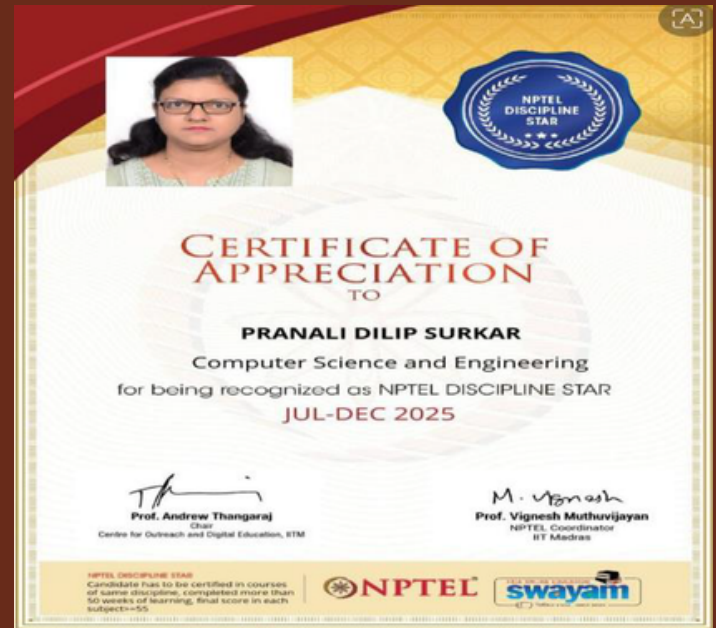 NPTEL
DISCIPLINE
STAR
CERTIFICATE OF
APPRECIATION
TO
PRANALI DILIP SURKAR
Computer Science and Engineering
for being recognized as NPTEL DISCIPLINE STAR
JUL-DEC 2025
M. Vignesh
Prof. Andrew Thangaraj
Chair
Centre for Outreach and Digital Education, IITM
Prof. Vignesh Muthuvijayan
NPTEL Coordinator
IIT Madras
NPTEL DISCIPLINE STAR
Candidate has to be certified in courses
of same discipline, completed more than
50 weeks of learning, final score in each
subject>=55
NPTEL
swayam